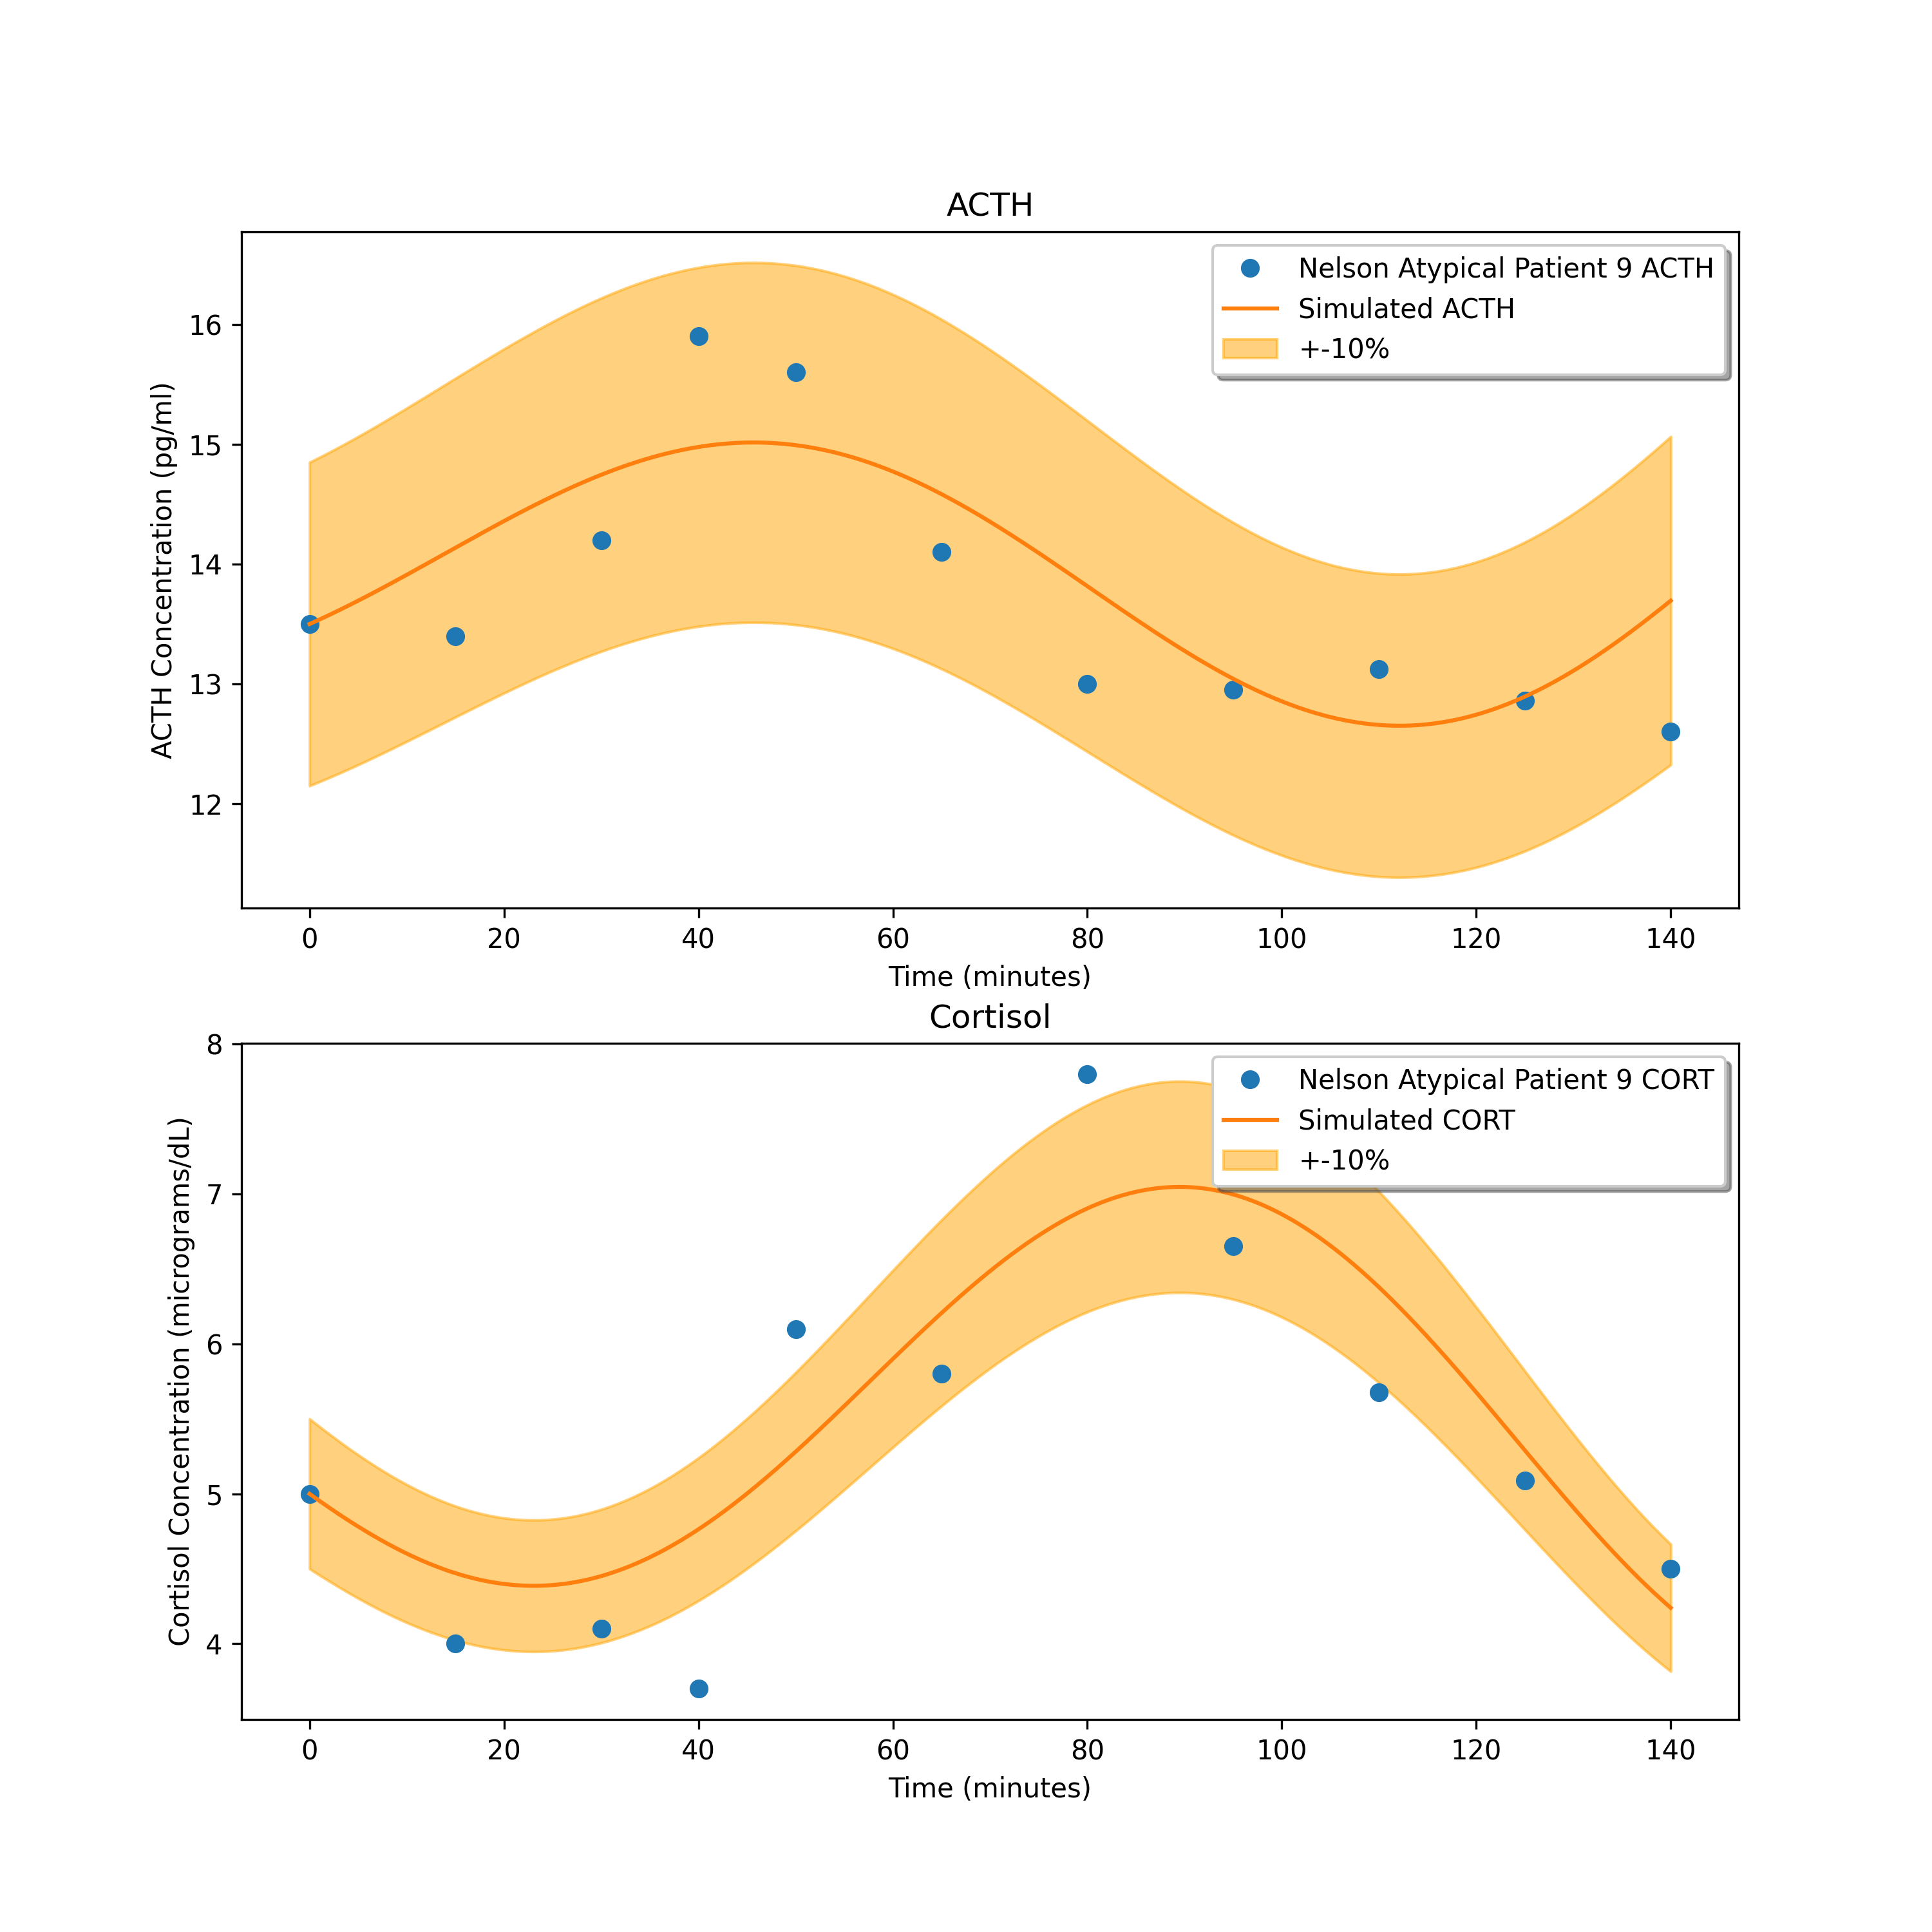 ACTH
Nelson Atypical Patient 9 ACTH
Simulated ACTH
+-10%
ACTH Concentration (pg/ml)
16
15
14
13
12
0 20 40 60 80 100 120 140
Time (minutes)
Cortisol
Nelson Atypical Patient 9 CORT
Simulated CORT
+-10%
Cortisol Concentration (micrograms/dL)
8
7
6
5
4
0 20 40 60 80 100 120 140
Time (minutes)